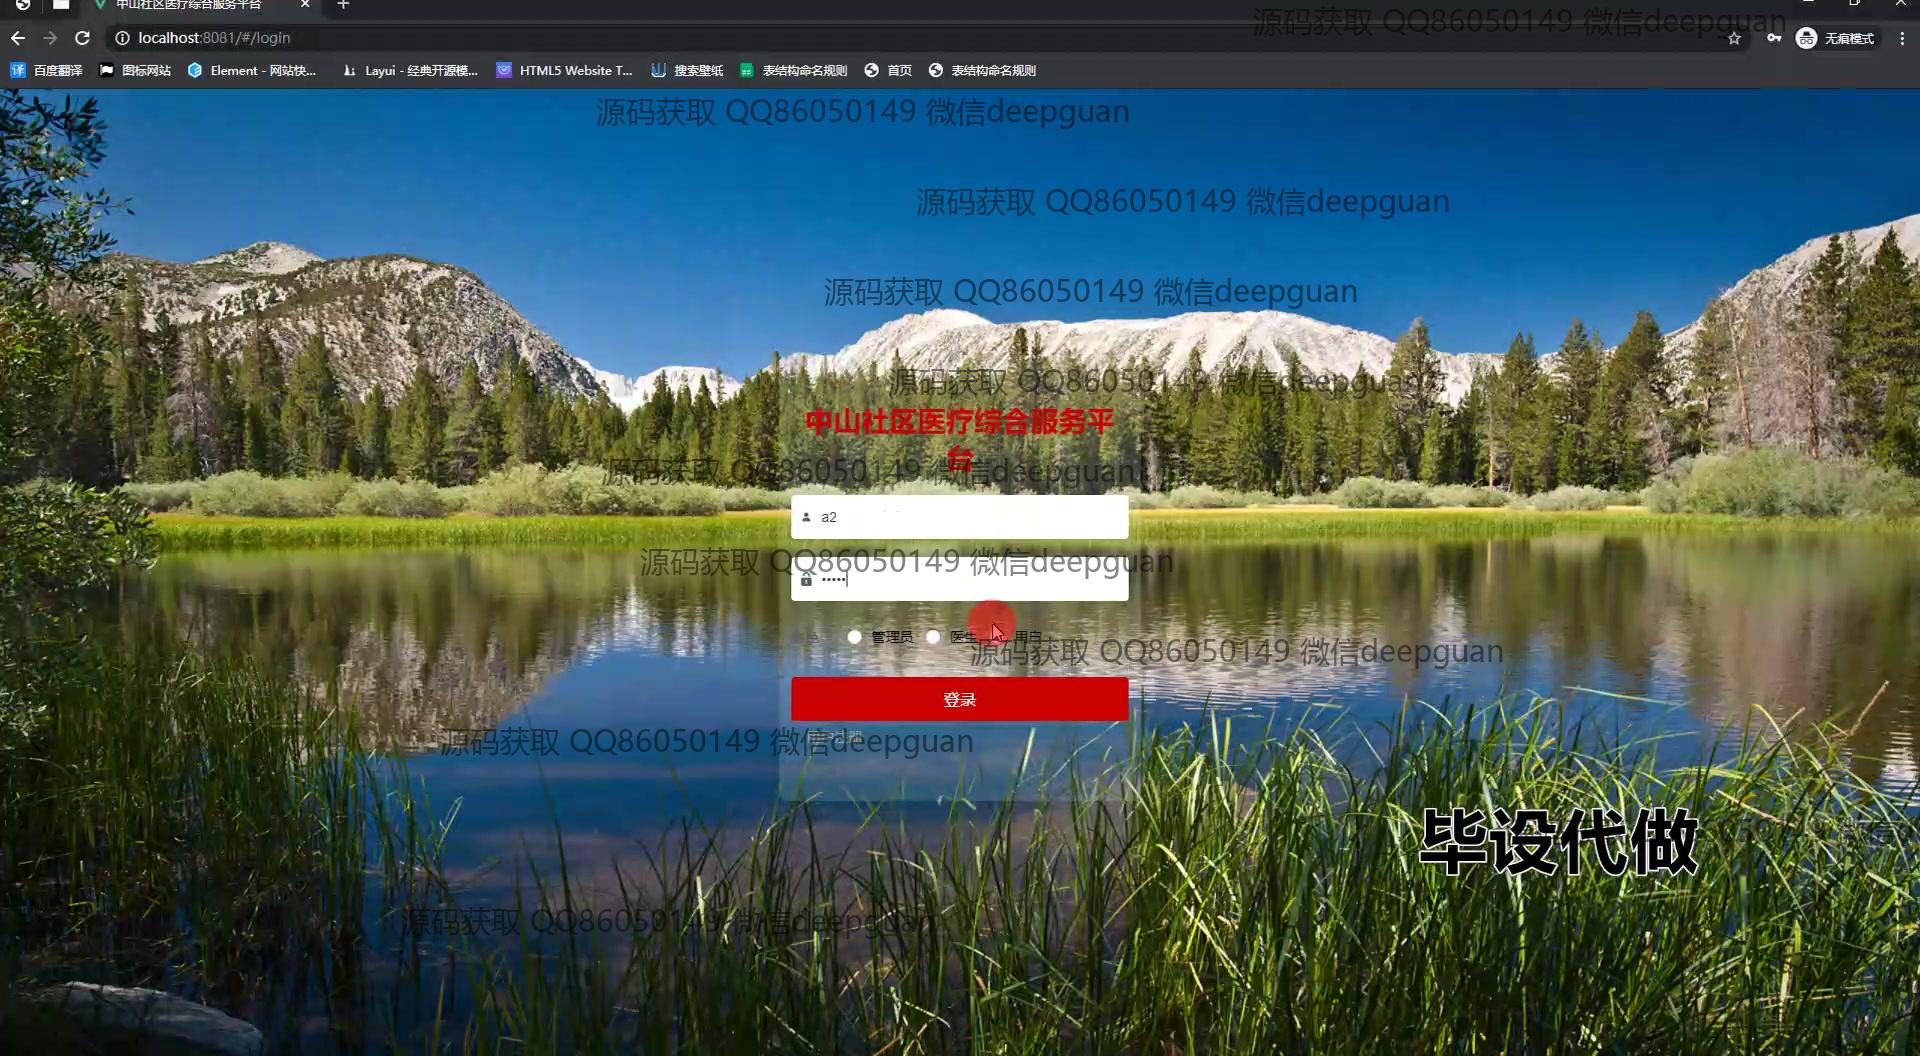 中山社区医疗综合服务平台
源码获取 QQ86050149 微信deepguan
localhost:8081/#/login
无痕模式
百度翻译
图标网站
Element - 网站快...
Layui - 经典开源模...
HTML5 Website T...
搜索壁纸
表结构命名规则
首页
表结构命名规则
源码获取 QQ86050149 微信deepguan
源码获取 QQ86050149 微信deepguan
源码获取 QQ86050149 微信deepguan
源码获取 QQ86050149 微信deepguan
中山社区医疗综合服务平
台
源码获取 QQ86050149 微信deepguan
a2
源码获取 QQ86050149 微信deepguan
•••••
管理员
医生
用户
源码获取 QQ86050149 微信deepguan
登录
源码获取 QQ86050149 微信deepguan
毕设代做
源码获取 QQ86050149 微信deepguan